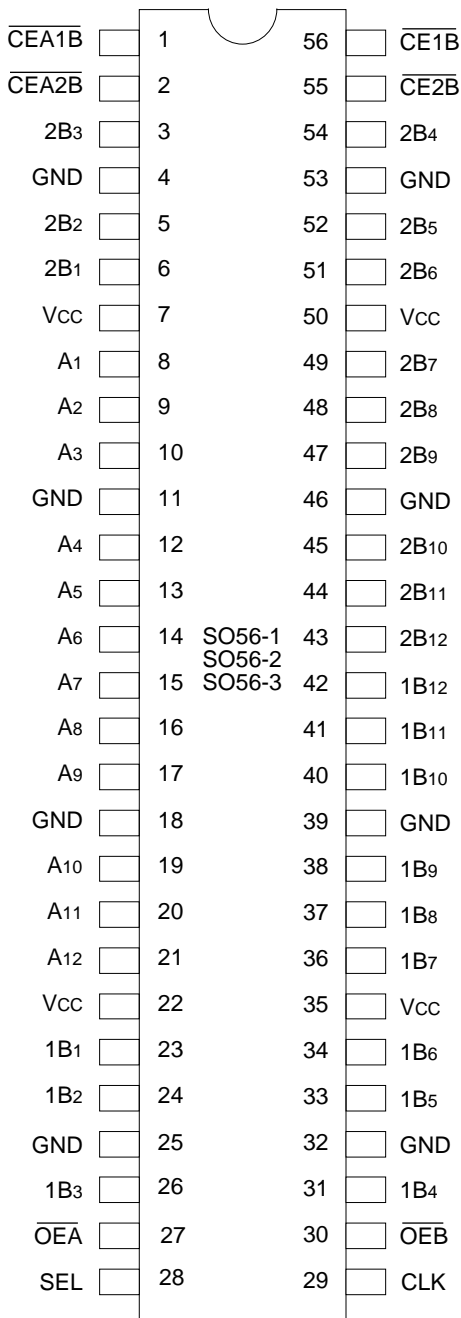 CEA1B 1 56 CE1B
CEA2B 2 55 CE2B
2B3 3 54 2B4
GND 4 53 GND
2B2 5 52 2B5
2B1 6 51 2B6
VCC 7 50 VCC
A1 8 49 2B7
A2 9 48 2B8
A3 10 47 2B9
GND 11 46 GND
A4 12 45 2B10
A5 13 44 2B11
A6 14 SO56-1 43 2B12
SO56-2
A7 15 SO56-3 42 1B12
A8 16 41 1B11
A9 17 40 1B10
GND 18 39 GND
A10 19 38 1B9
A11 20 37 1B8
A12 21 36 1B7
VCC 22 35 VCC
1B1 23 34 1B6
1B2 24 33 1B5
GND 25 32 GND
1B3 26 31 1B4
OEA 27 30 OEB
SEL 28 29 CLK